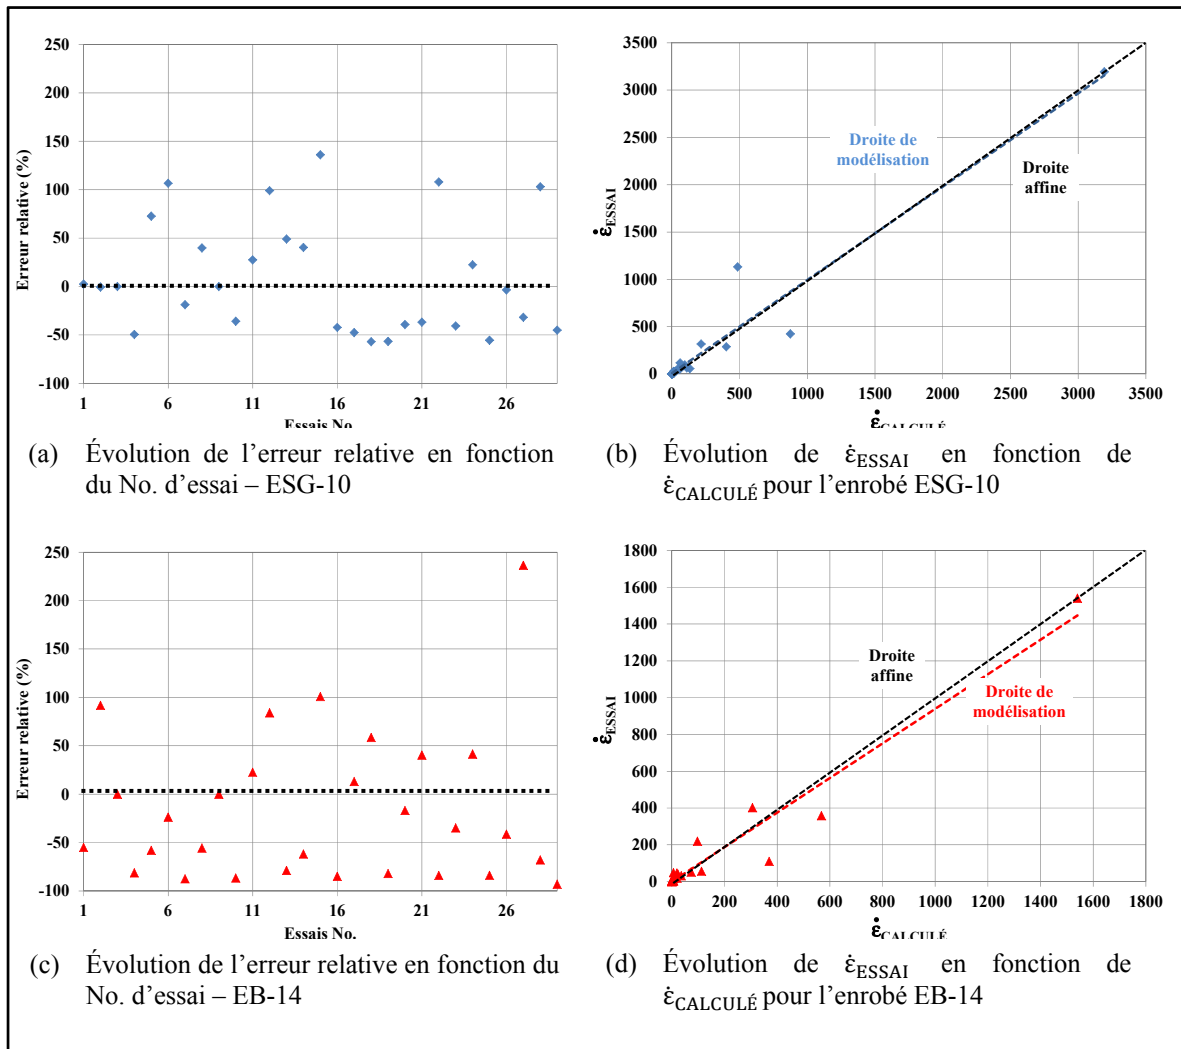 250
200
150
100
50
0
-50
-100
Erreur relative (%)
1 6 11 16 21 26
Essais No.
3500
3000
2500
2000
1500
1000
500
0
ε̇ESSAI
Droite de
modélisation
Droite
affine
0 500 1000 1500 2000 2500 3000 3500
ε̇CALCULÉ
(a) Évolution de l’erreur relative en fonction
du No. d’essai – ESG-10
(b) Évolution de ε̇ESSAI en fonction de
ε̇CALCULÉ pour l’enrobé ESG-10
250
200
150
100
50
0
-50
-100
Erreur relative (%)
1 6 11 16 21 26
Essais No.
1800
1600
1400
1200
1000
800
600
400
200
0
ε̇ESSAI
Droite
affine
Droite de
modélisation
0 200 400 600 800 1000 1200 1400 1600 1800
ε̇CALCULÉ
(c) Évolution de l’erreur relative en fonction du
No. d’essai – EB-14
(d) Évolution de ε̇ESSAI en fonction de
ε̇CALCULÉ pour l’enrobé EB-14